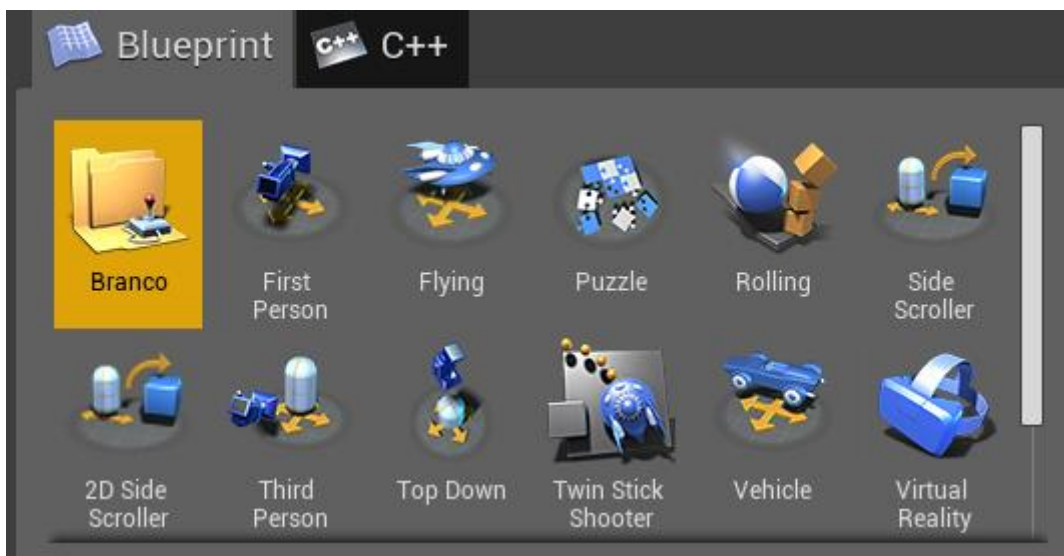 Blueprint
C++
C++
Branco
First
Person
Flying
Puzzle
Rolling
Side
Scroller
2D Side
Scroller
Third
Person
Top Down
Twin Stick
Shooter
Vehicle
Virtual
Reality